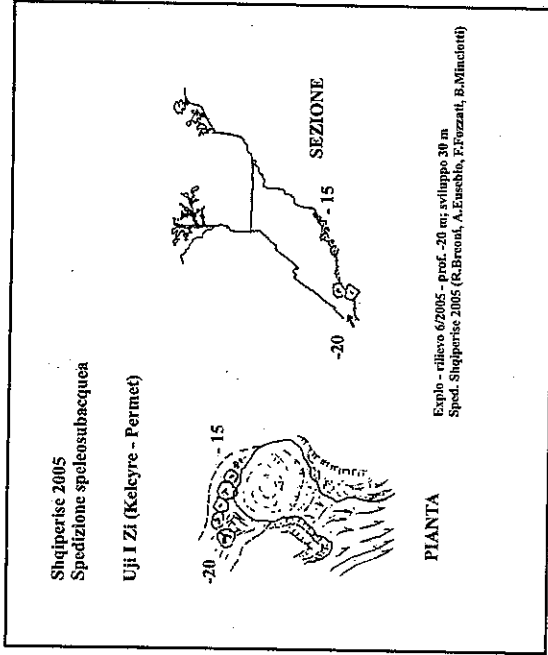 Shqiperise 2005
Spedizione speleosubacquea
Uji I Zi (Kelcyre - Permet)
-20
- 15
PIANTA
-20
- 15
SEZIONE
Explo - rilievo 6/2005 - prof. -20 m; sviluppo 30 m
Sped. Shqiperise 2005 (R.Breoni, A.Eusebio, F.Fozzati, B.Minciotti)